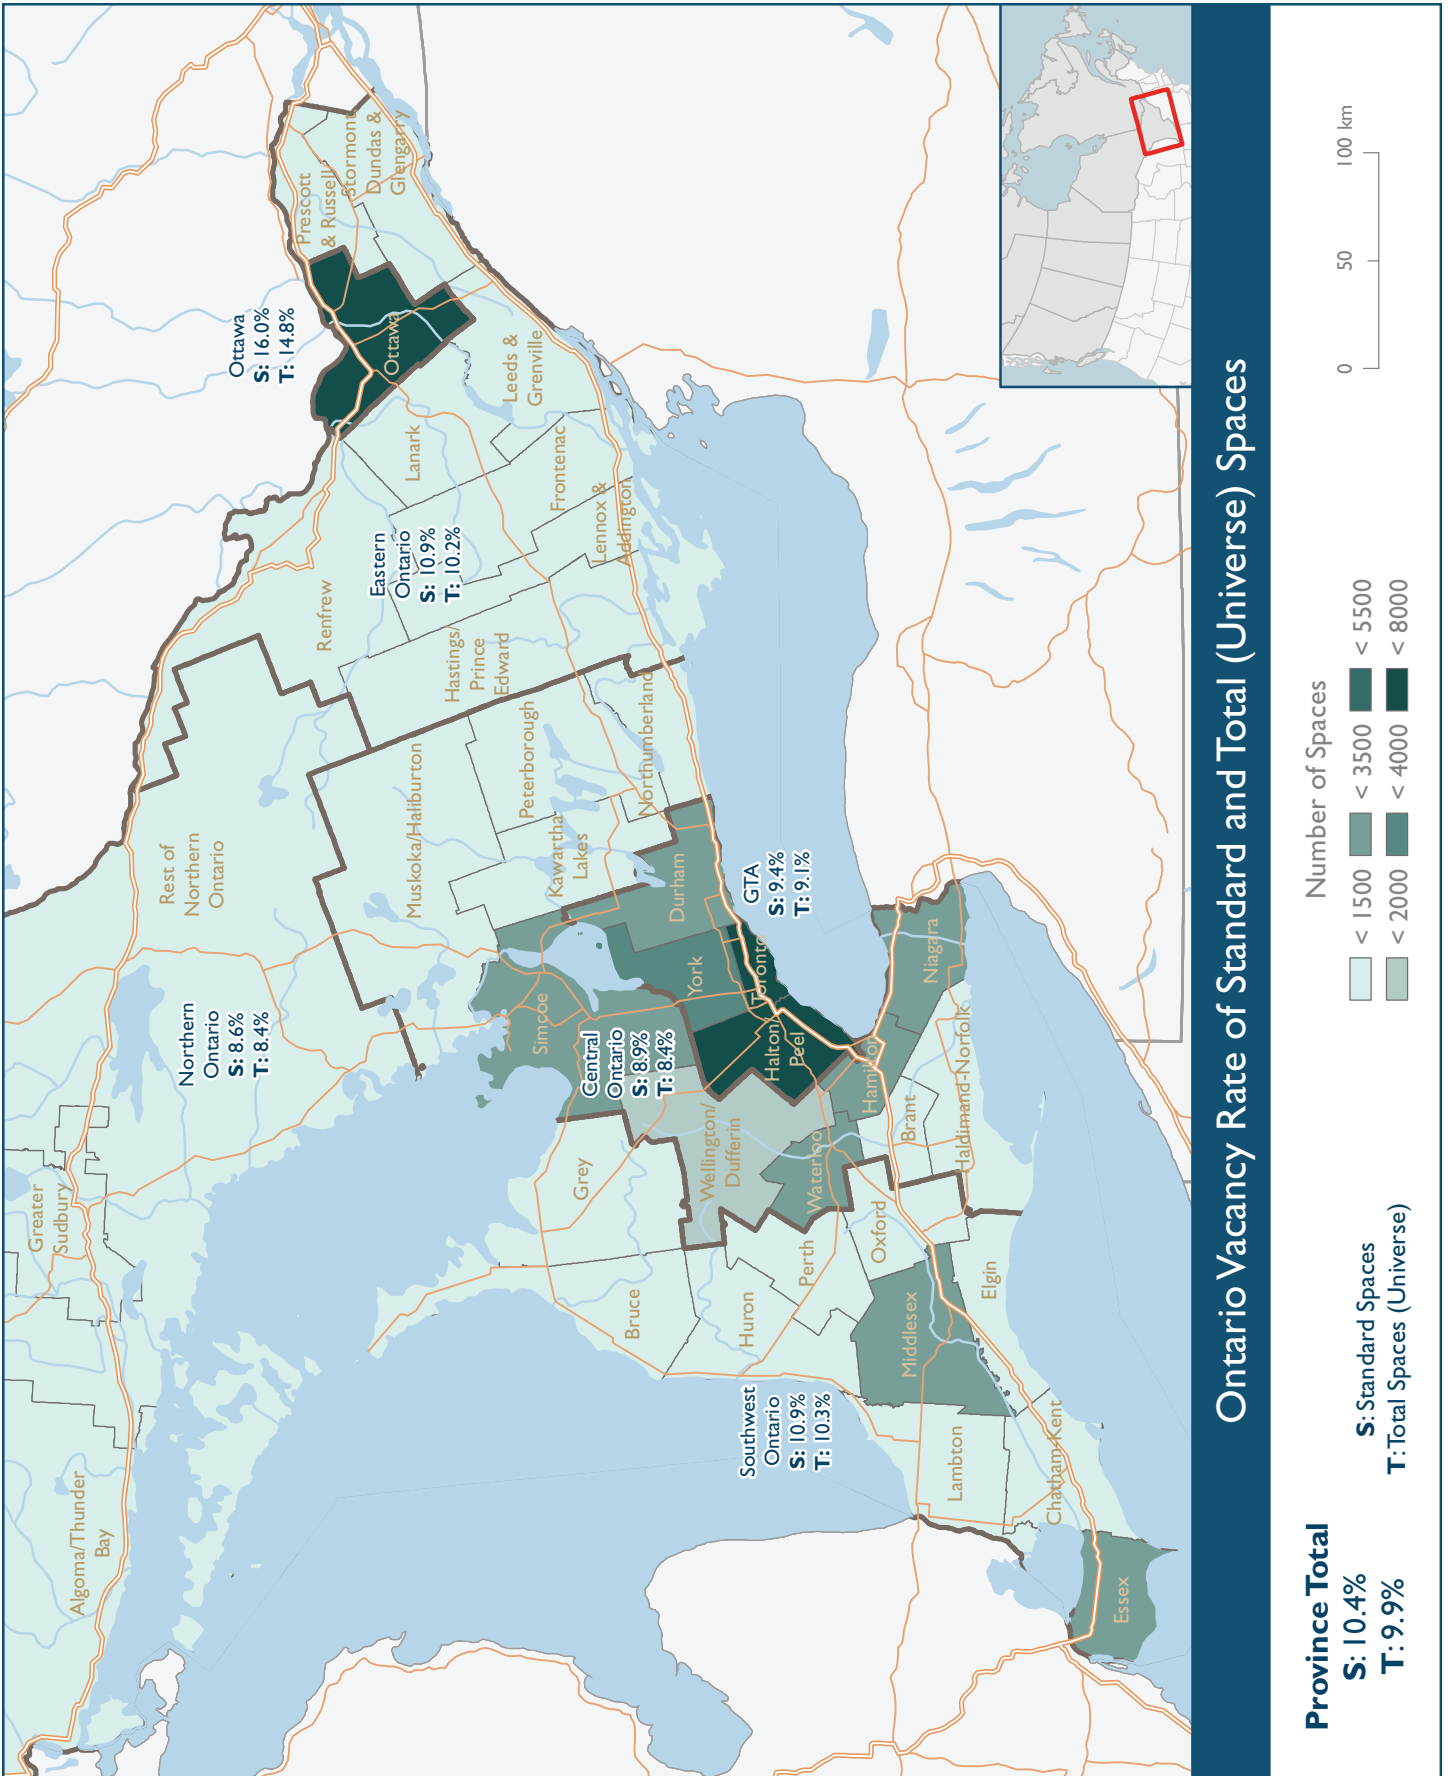 Ontario Vacancy Rate of Standard and Total (Universe) Spaces
Algoma/Thunder
Bay
Greater
Sudbury
Northern
Ontario
S: 8.6%
T: 8.4%
Rest of
Northern
Ontario
Ottawa
S: 16.0%
T: 14.8%
Prescott
& Russell
Stormont
Dundas &
Glengarry
Ottawa
Renfrew
Eastern
Ontario
S: 10.9%
T: 10.2%
Lanark
Leeds &
Grenville
Frontenac
Lennox &
Addington
Hastings/
Prince
Edward
Muskoka/Haliburton
Peterborough
Kawartha
Lakes
Northumberland
Simcoe
Central
Ontario
S: 8.9%
T: 8.4%
Durham
York
Toronto
GTA
S: 9.4%
T: 9.1%
Halton/
Peel
Grey
Bruce
Wellington/
Dufferin
Huron
Perth
Waterloo
Hamilton
Niagara
Brant
Haldimand-Norfolk
Oxford
Middlesex
Elgin
Southwest
Ontario
S: 10.9%
T: 10.3%
Lambton
Chatham-Kent
Essex
Province Total
S: 10.4%
T: 9.9%
S: Standard Spaces
T: Total Spaces (Universe)
Number of Spaces
< 1500
< 3500
< 5500
< 2000
< 4000
< 8000
0
50
100 km